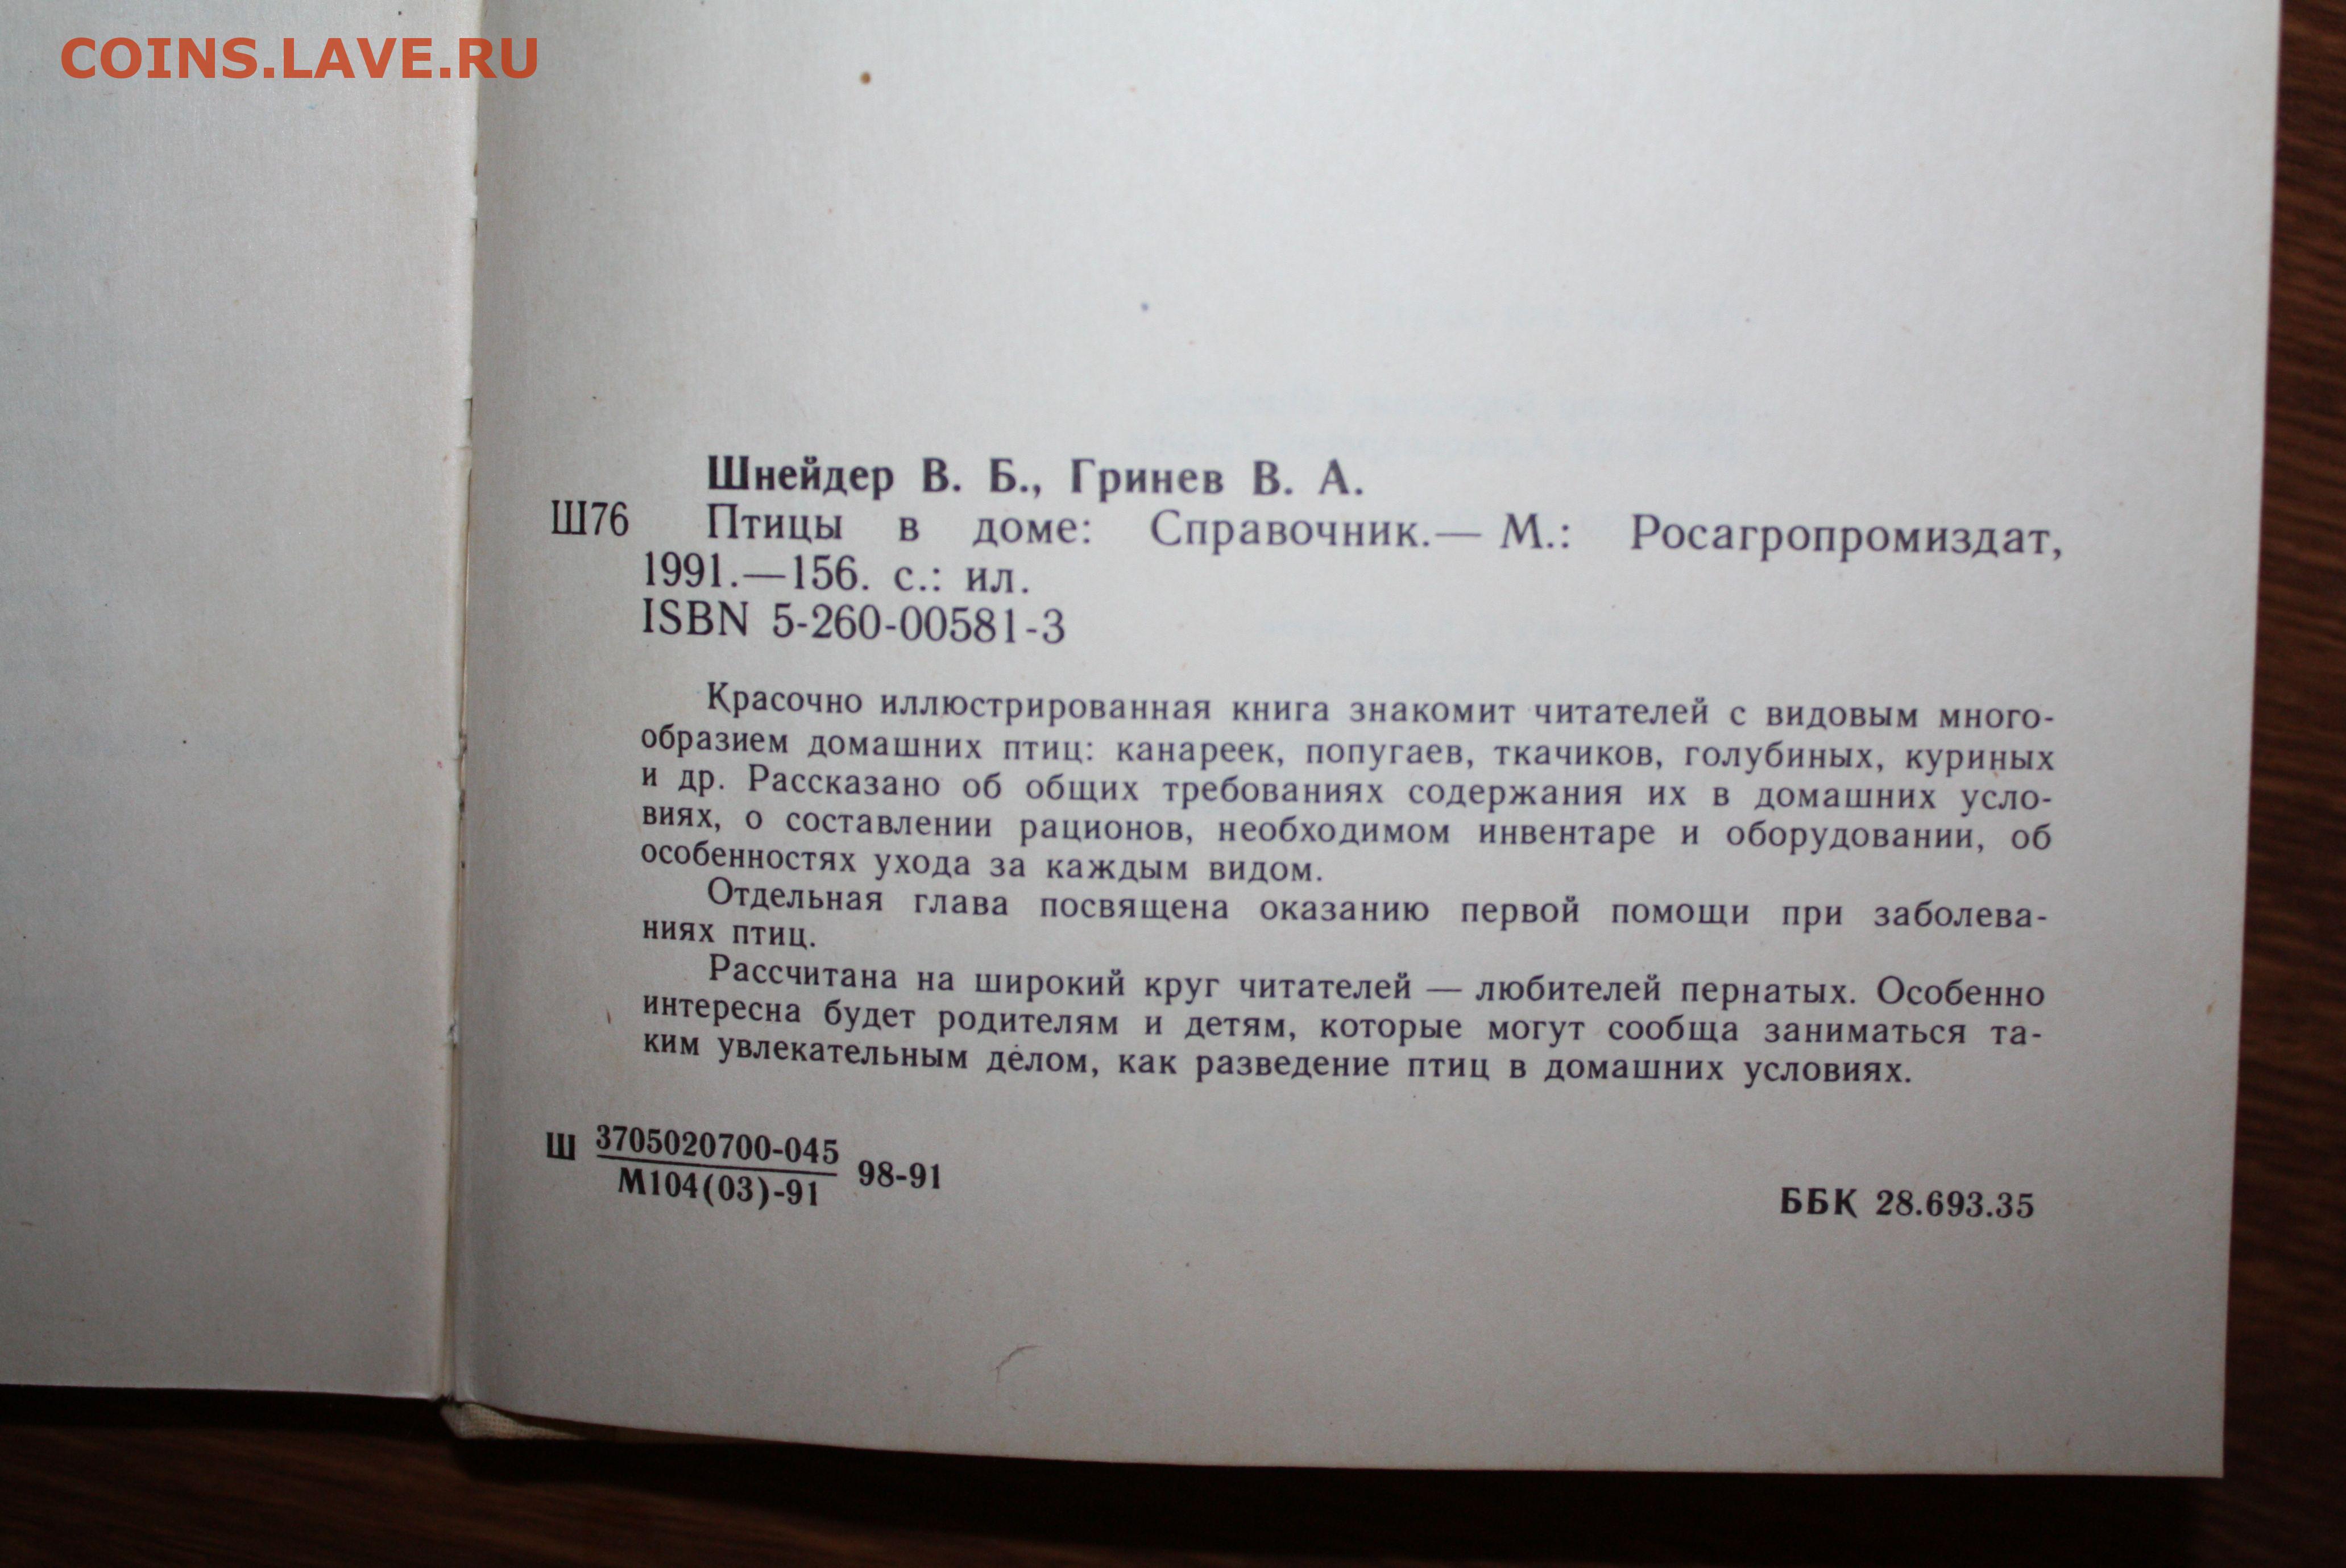 COINS.LAVE.RU
Шнейдер В. Б., Гринев В. А.
Ш76 Птицы в доме: Справочник.— М.: Росагропромиздат,
1991.—156. с.: ил.
ISBN 5-260-00581-3
Красочно иллюстрированная книга знакомит читателей с видовым много-
образием домашних птиц: канареек, попугаев, ткачиков, голубиных, куриных
и др. Рассказано об общих требованиях содержания их в домашних усло-
виях, о составлении рационов, необходимом инвентаре и оборудовании, об
особенностях ухода за каждым видом.
Отдельная глава посвящена оказанию первой помощи при заболева-
ниях птиц.
Рассчитана на широкий круг читателей — любителей пернатых. Особенно
интересна будет родителям и детям, которые могут сообща заниматься та-
ким увлекательным делом, как разведение птиц в домашних условиях.
Ш 3705020700-045
М104(03)-91 98-91
ББК 28.693.35